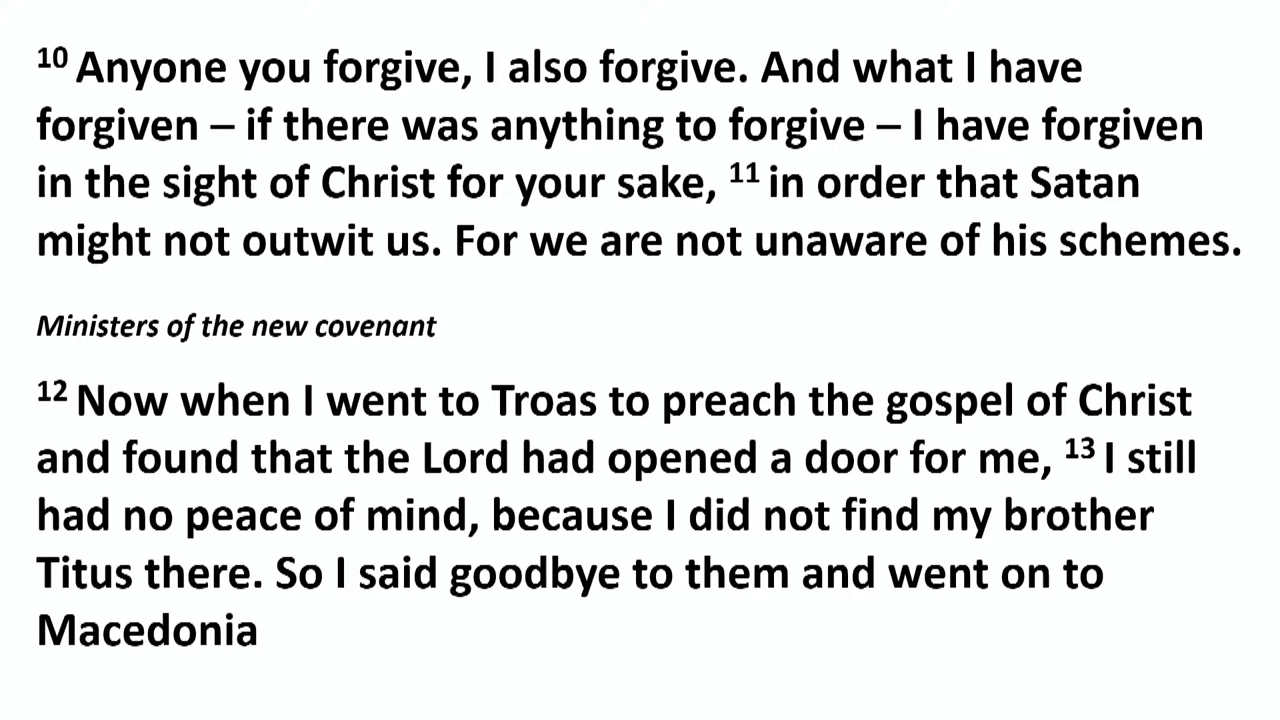 10 Anyone you forgive, I also forgive. And what I have
forgiven – if there was anything to forgive – I have forgiven
in the sight of Christ for your sake, 11 in order that Satan
might not outwit us. For we are not unaware of his schemes.
Ministers of the new covenant
12 Now when I went to Troas to preach the gospel of Christ
and found that the Lord had opened a door for me, 13 I still
had no peace of mind, because I did not find my brother
Titus there. So I said goodbye to them and went on to
Macedonia